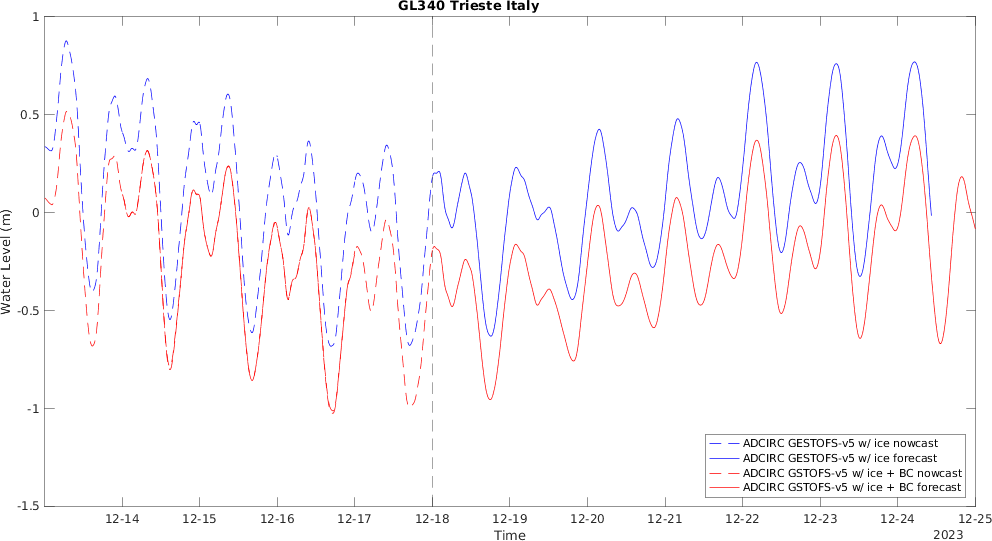 GL340 Trieste Italy
1
0.5
0
-0.5
-1
-1.5
Water Level (m)
12-14 12-15 12-16 12-17 12-18 12-19 12-20 12-21 12-22 12-23 12-24 12-25
Time
2023
ADCIRC GESTOFS-v5 w/ ice nowcast
ADCIRC GESTOFS-v5 w/ ice forecast
ADCIRC GSTOFS-v5 w/ ice + BC nowcast
ADCIRC GSTOFS-v5 w/ ice + BC forecast